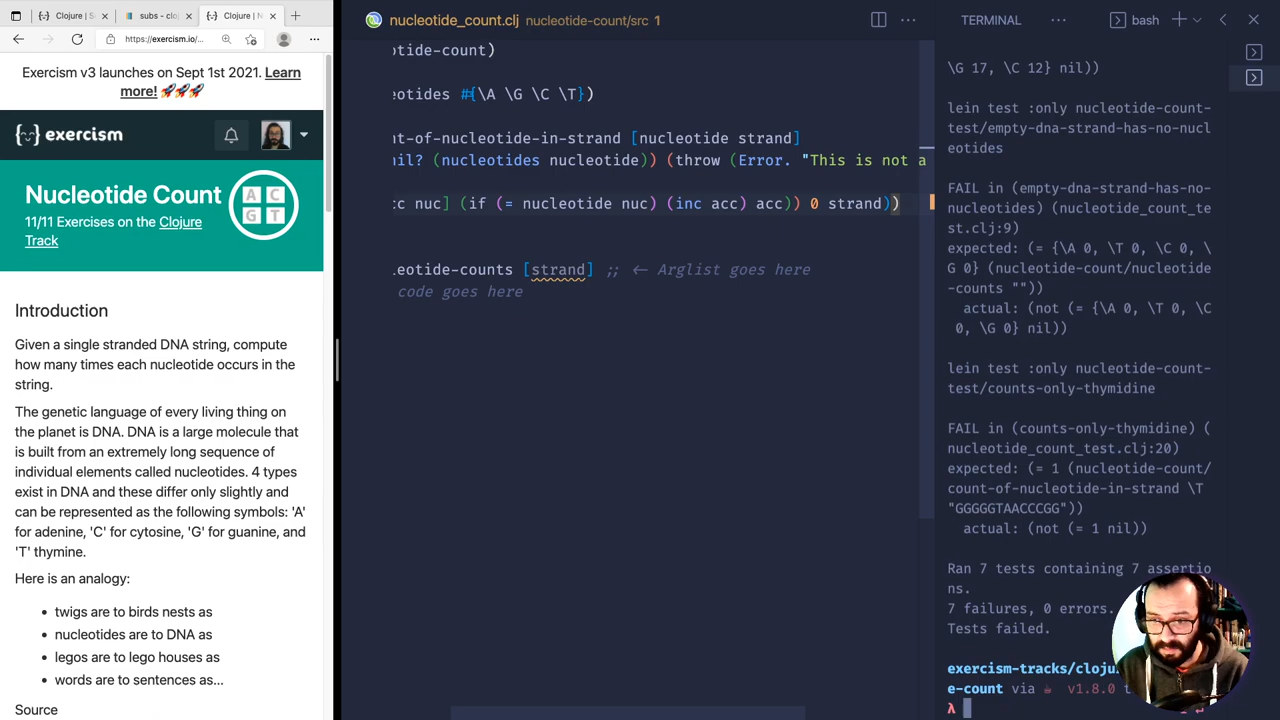 Clojure | S
subs - cloj
Clojure | N
https://exercism.io/
Exercism v3 launches on Sept 1st 2021. Learn
more! 🚀🚀🚀
exercism
Nucleotide Count
11/11 Exercises on the Clojure
Track
A C
G T
Introduction
Given a single stranded DNA string, compute
how many times each nucleotide occurs in the
string.
The genetic language of every living thing on
the planet is DNA. DNA is a large molecule that
is built from an extremely long sequence of
individual elements called nucleotides. 4 types
exist in DNA and these differ only slightly and
can be represented as the following symbols: 'A'
for adenine, 'C' for cytosine, 'G' for guanine, and
'T' thymine.
Here is an analogy:
• twigs are to birds nests as
• nucleotides are to DNA as
• legos are to lego houses as
• words are to sentences as...
Source
nucleotide_count.clj nucleotide-count/src 1
otide-count)
eotides #{\A \G \C \T})
nt-of-nucleotide-in-strand [nucleotide strand]
nil? (nucleotides nucleotide)) (throw (Error. "This is not a
cc nuc] (if (= nucleotide nuc) (inc acc) acc)) 0 strand))
leotide-counts [strand] ;; <- Arglist goes here
code goes here
TERMINAL
bash
\G 17, \C 12} nil))
lein test :only nucleotide-count-
test/empty-dna-strand-has-no-nucl
eotides
FAIL in (empty-dna-strand-has-no-
nucleotides) (nucleotide_count_te
st.clj:9)
expected: (= {\A 0, \T 0, \C 0, \
G 0} (nucleotide-count/nucleotide
-counts ""))
actual: (not (= {\A 0, \T 0, \C
0, \G 0} nil))
lein test :only nucleotide-count-
test/counts-only-thymidine
FAIL in (counts-only-thymidine) (
nucleotide_count_test.clj:20)
expected: (= 1 (nucleotide-count/
count-of-nucleotide-in-strand \T
"GGGGGTAACCCGG"))
actual: (not (= 1 nil))
Ran 7 tests containing 7 assertio
ns.
7 failures, 0 errors.
Tests failed.
exercism-tracks/cloju
e-count via ☕ v1.8.0
λ